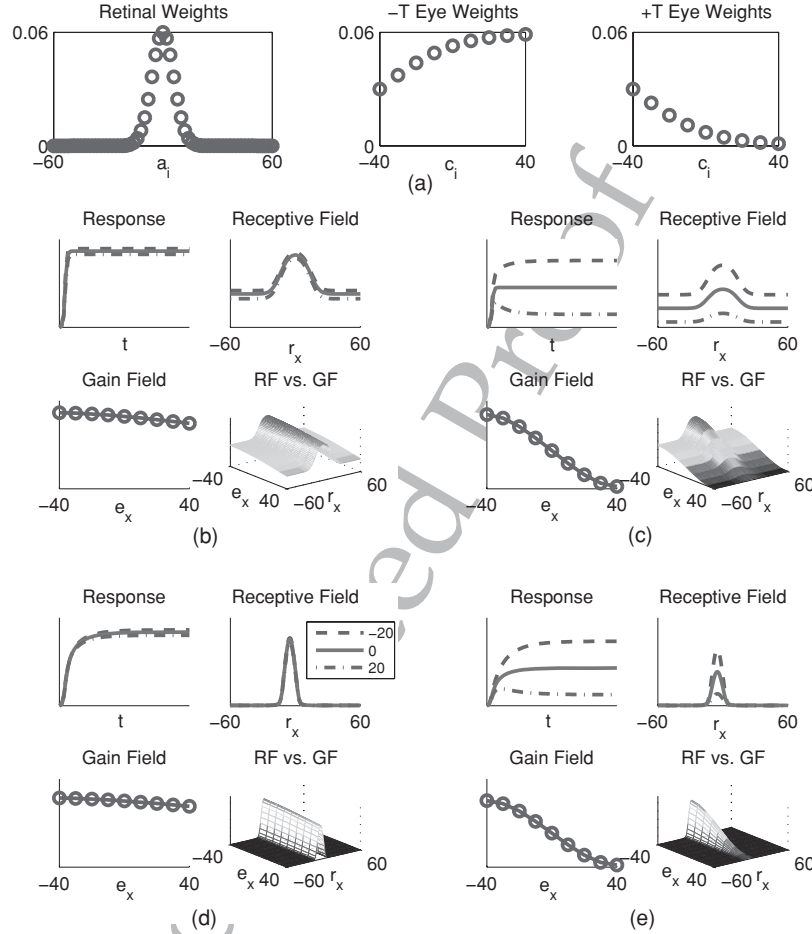 Retinal Weights
−T Eye Weights
+T Eye Weights
0.06
0
−60
a_i
60
0.06
0
−40
c_i
40
0.06
0
−40
c_i
40
(a)
Response
Receptive Field
t
−60
r_x
60
Gain Field
RF vs. GF
−40
e_x
40
−40
e_x
40
−60
r_x
60
(b)
Response
Receptive Field
t
−60
r_x
60
Gain Field
RF vs. GF
−40
e_x
40
−40
e_x
40
−60
r_x
60
(c)
Response
Receptive Field
−20
0
20
t
−60
r_x
60
Gain Field
RF vs. GF
−40
e_x
40
−40
e_x
40
−60
r_x
60
(d)
Response
Receptive Field
t
−60
r_x
60
Gain Field
RF vs. GF
−40
e_x
40
−40
e_x
40
−60
r_x
60
(e)
ed Proof